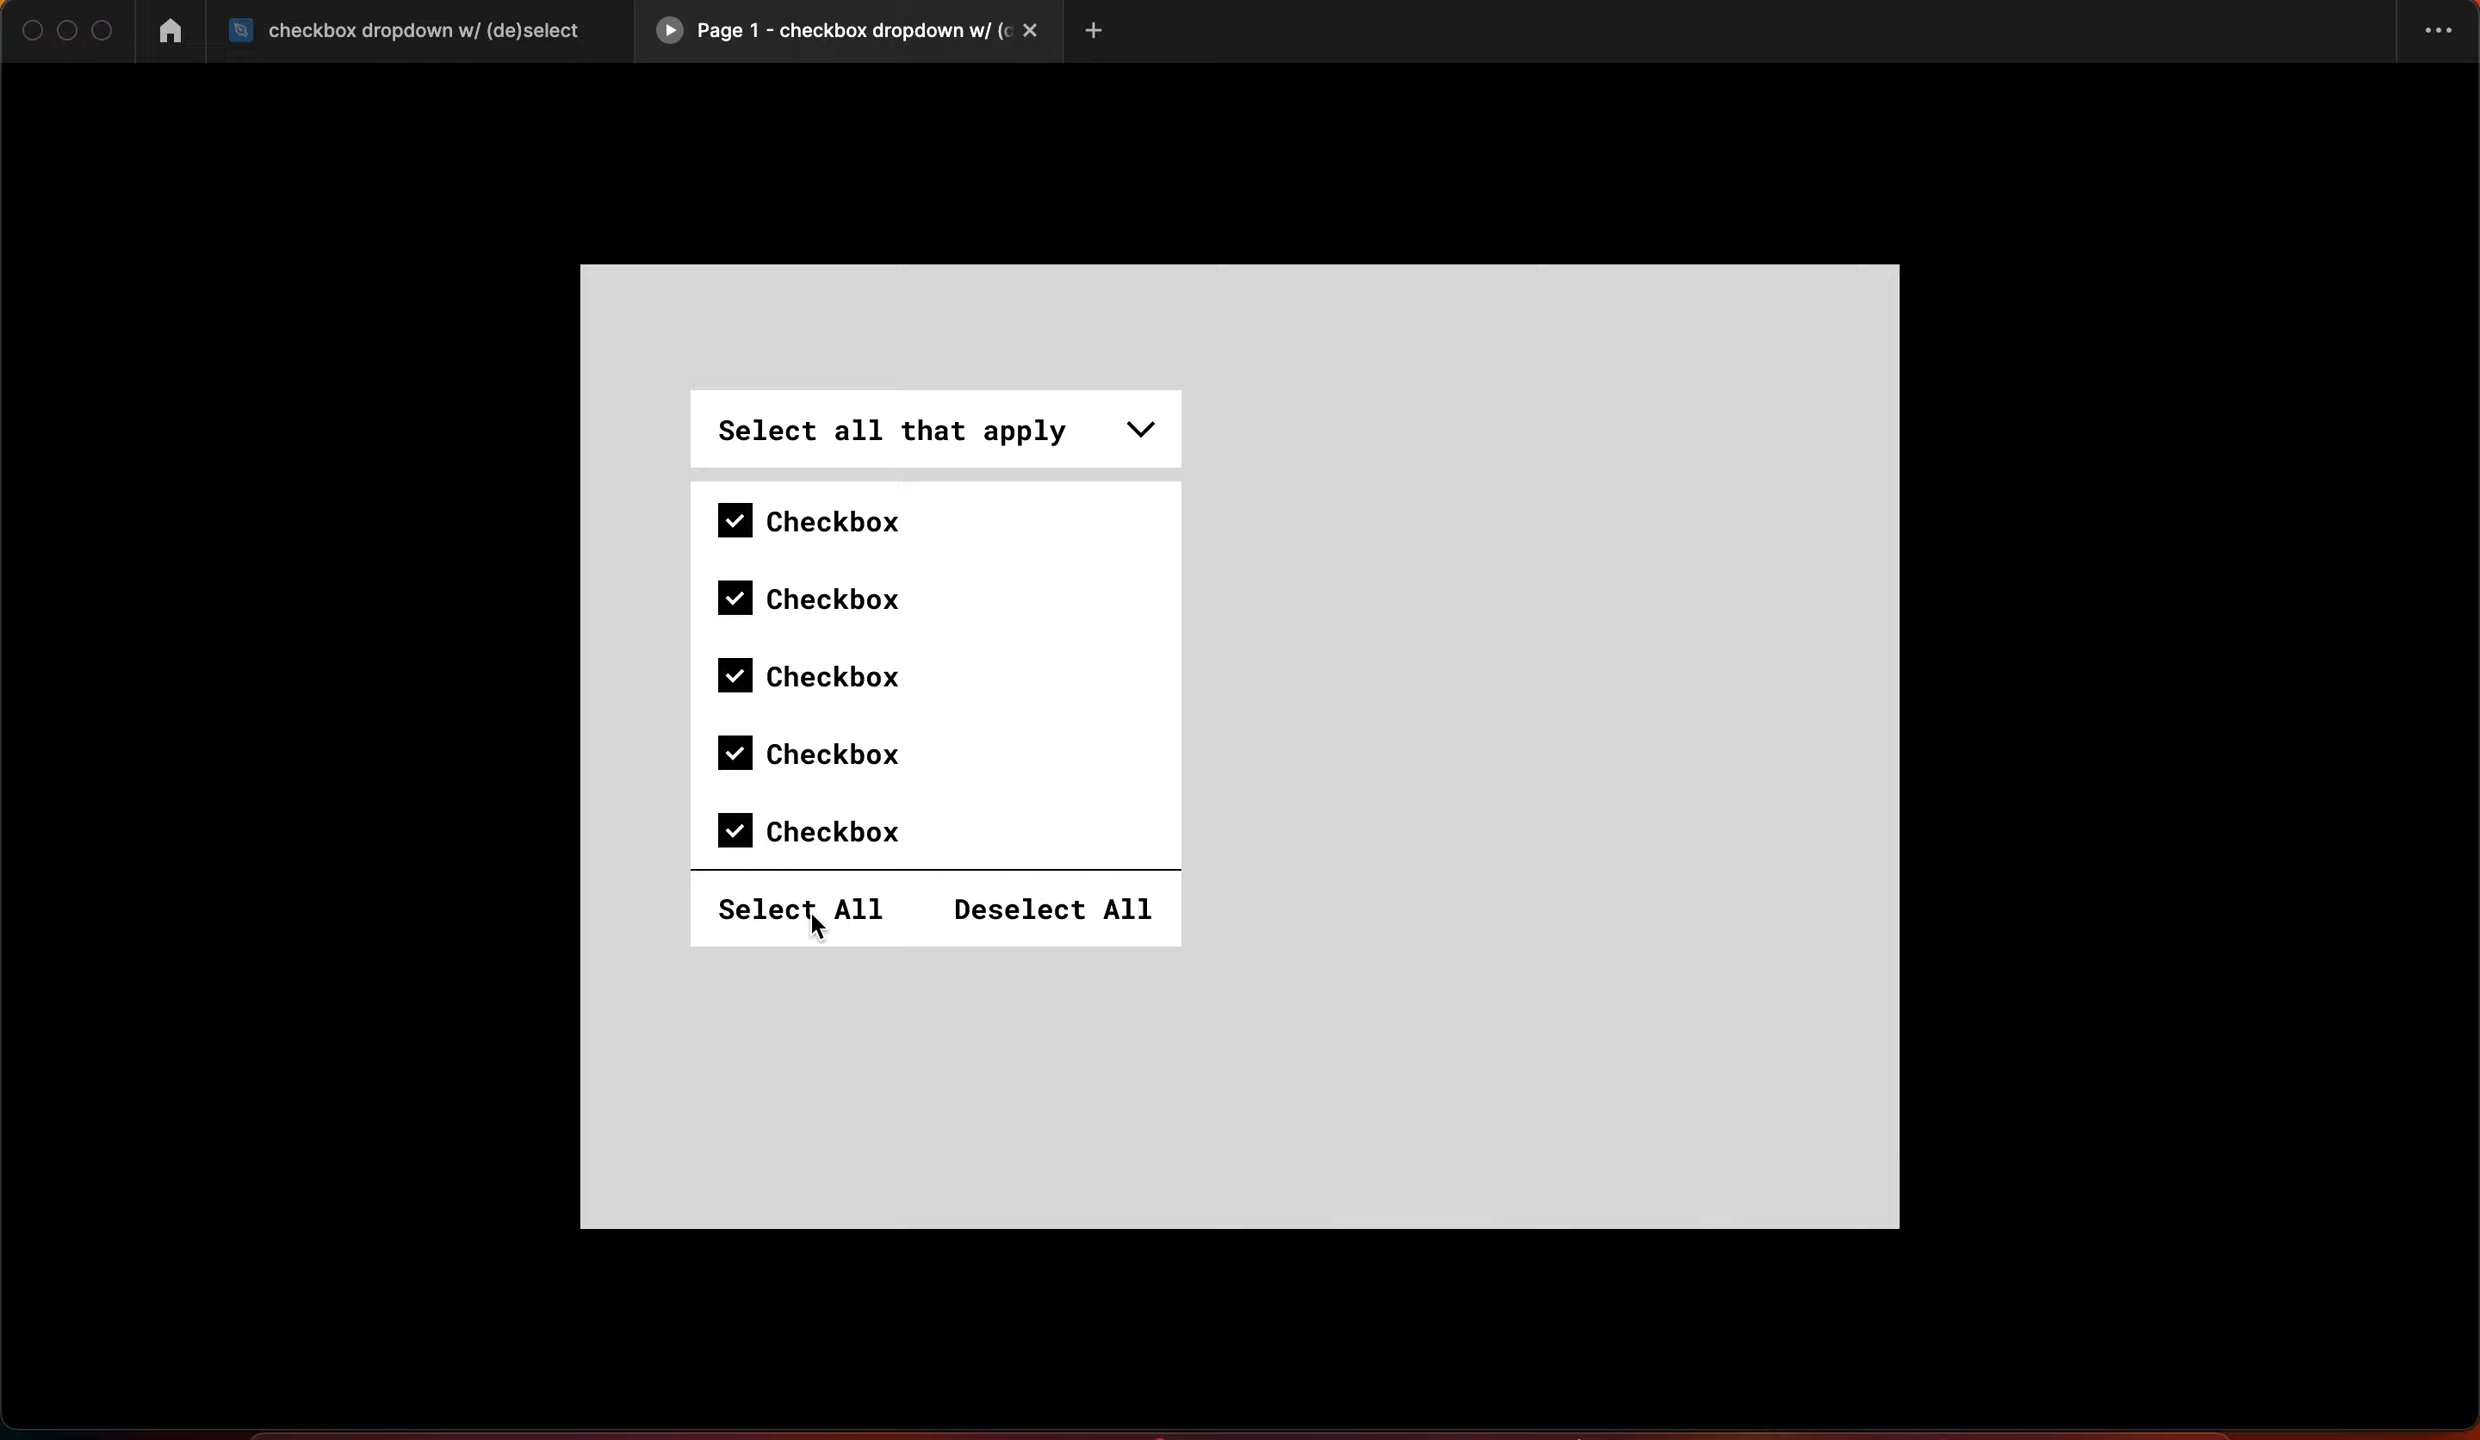 checkbox dropdown w/ (de)select
Page 1 - checkbox dropdown w/ (
Select all that apply
Checkbox
Checkbox
Checkbox
Checkbox
Checkbox
Select All
Deselect All